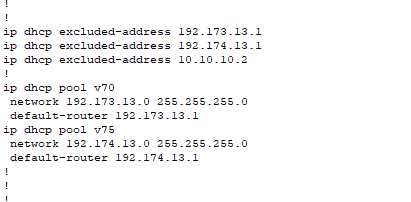 !
!
ip dhcp excluded-address 192.173.13.1
ip dhcp excluded-address 192.174.13.1
ip dhcp excluded-address 10.10.10.2
!
ip dhcp pool v70
 network 192.173.13.0 255.255.255.0
 default-router 192.173.13.1
ip dhcp pool v75
 network 192.174.13.0 255.255.255.0
 default-router 192.174.13.1
!
!
!